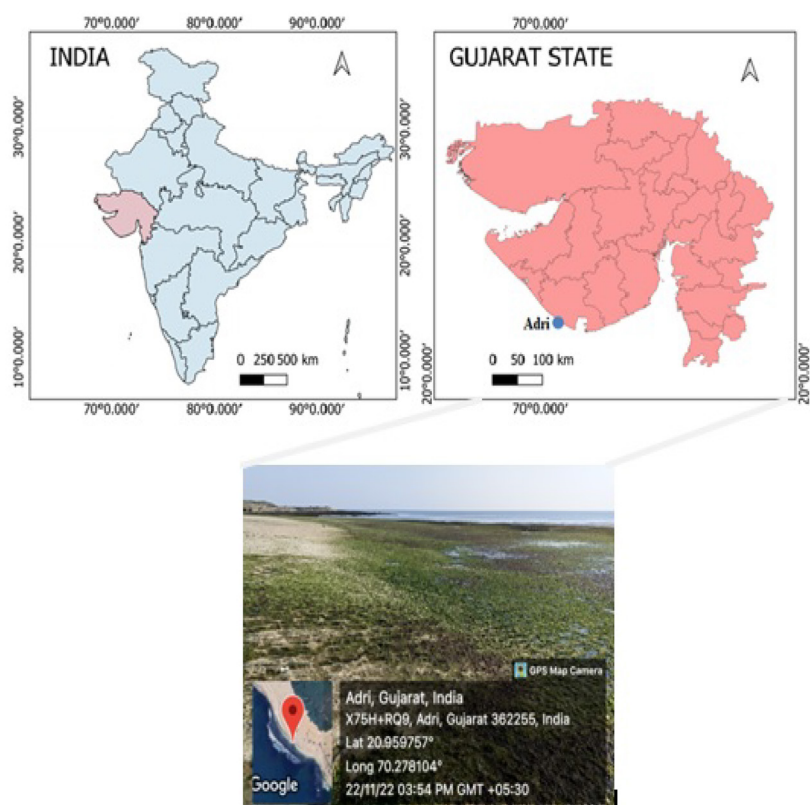 70°0.000' 80°0.000' 90°0.000'
70°0.000'
INDIA
GUJARAT STATE
30°0.000'
30°0.000'
20°0.000'
20°0.000'
10°0.000'
10°0.000'
0 250 500 km
70°0.000' 80°0.000' 90°0.000'
Adri
0 50 100 km
20°0.000'
20°0.000'
70°0.000'
GPS Map Camera
Adri, Gujarat, India
X75H+RQ9, Adri, Gujarat 362255, India
Lat 20.959757°
Long 70.278104°
22/11/22 03:54 PM GMT +05:30
Google